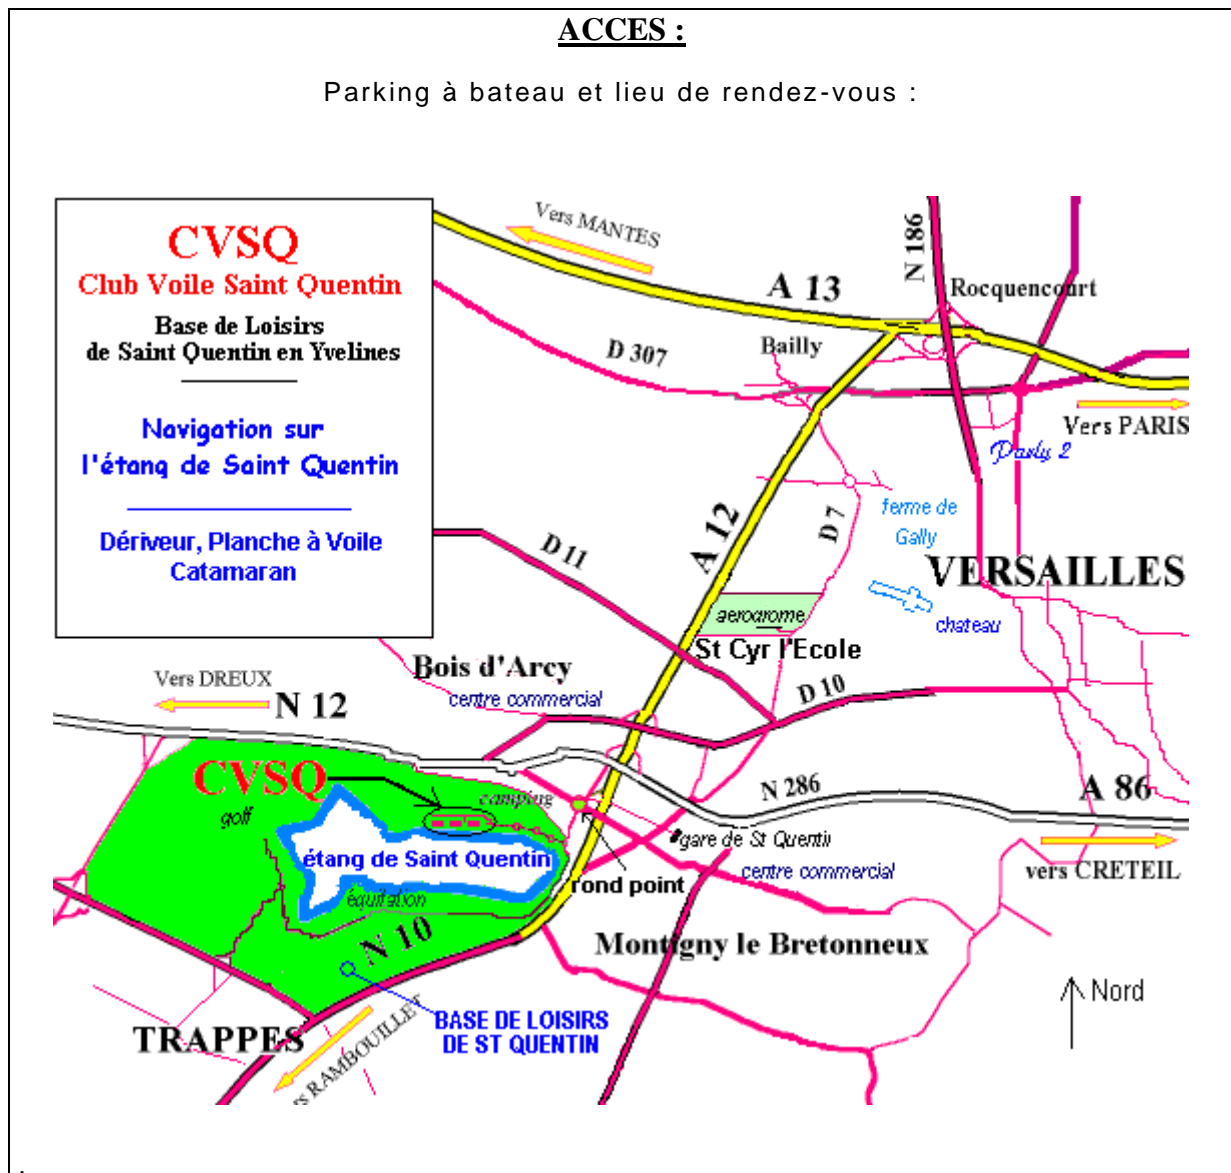 ACCES :
Parking à bateau et lieu de rendez-vous :
CVSQ
Club Voile Saint Quentin
Base de Loisirs
de Saint Quentin en Yvelines
Navigation sur
l'étang de Saint Quentin
Dériveur, Planche à Voile
Catamaran
Vers MANTES
A 13
N 186
Rocquencourt
Bailly
D 307
Vers PARIS
Parly 2
A 12
D 7
ferme de
Gally
D 11
VERSAILLES
aerodrome
chateau
St Cyr l'Ecole
Bois d'Arcy
centre commercial
D 10
Vers DREUX
N 12
CVSQ
golf
camping
N 286
A 86
gare de St Quentin
étang de Saint Quentin
rond point
centre commercial
vers CRETEIL
équitation
N 10
Montigny le Bretonneux
Nord
BASE DE LOISIRS
DE ST QUENTIN
TRAPPES
RAMBOUILLET
.